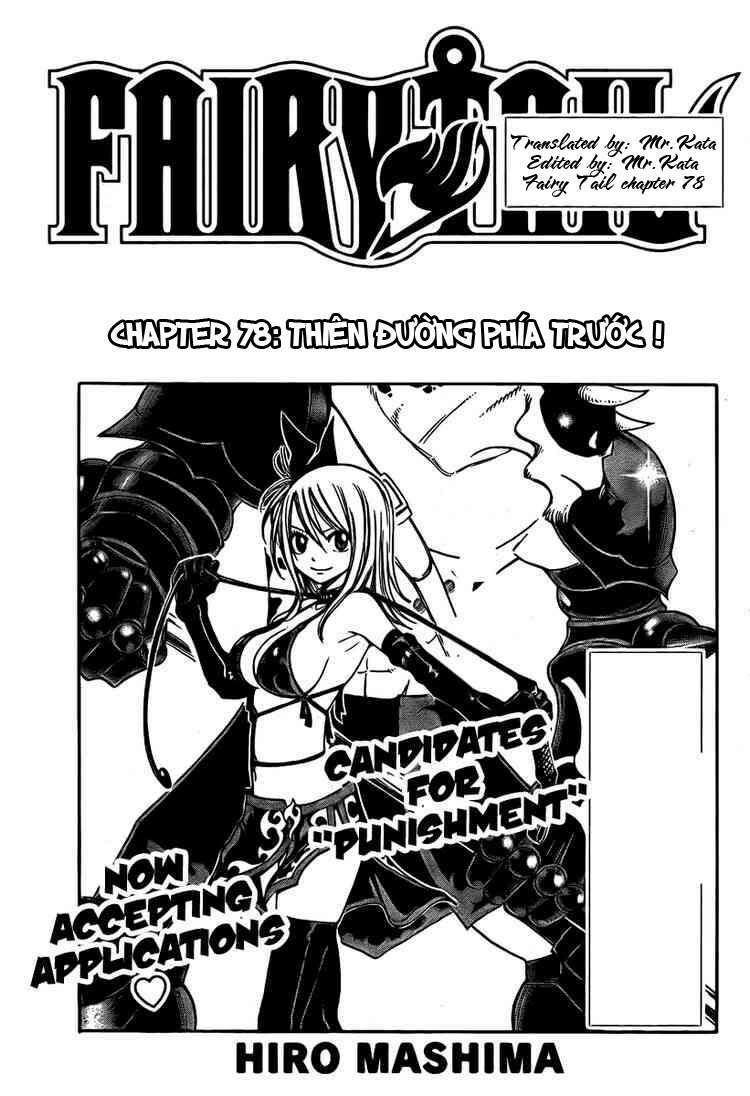 FAIRY TAIL
Translated by: Mr.Kata
Edited by: Mr.Kata
Fairy Tail chapter 78
CHAPTER 78: THIÊN ĐƯỜNG PHÍA TRƯỚC !
CANDIDATES
FOR
"PUNISHMENT"
NOW
ACCEPTING
APPLICATIONS
HIRO MASHIMA